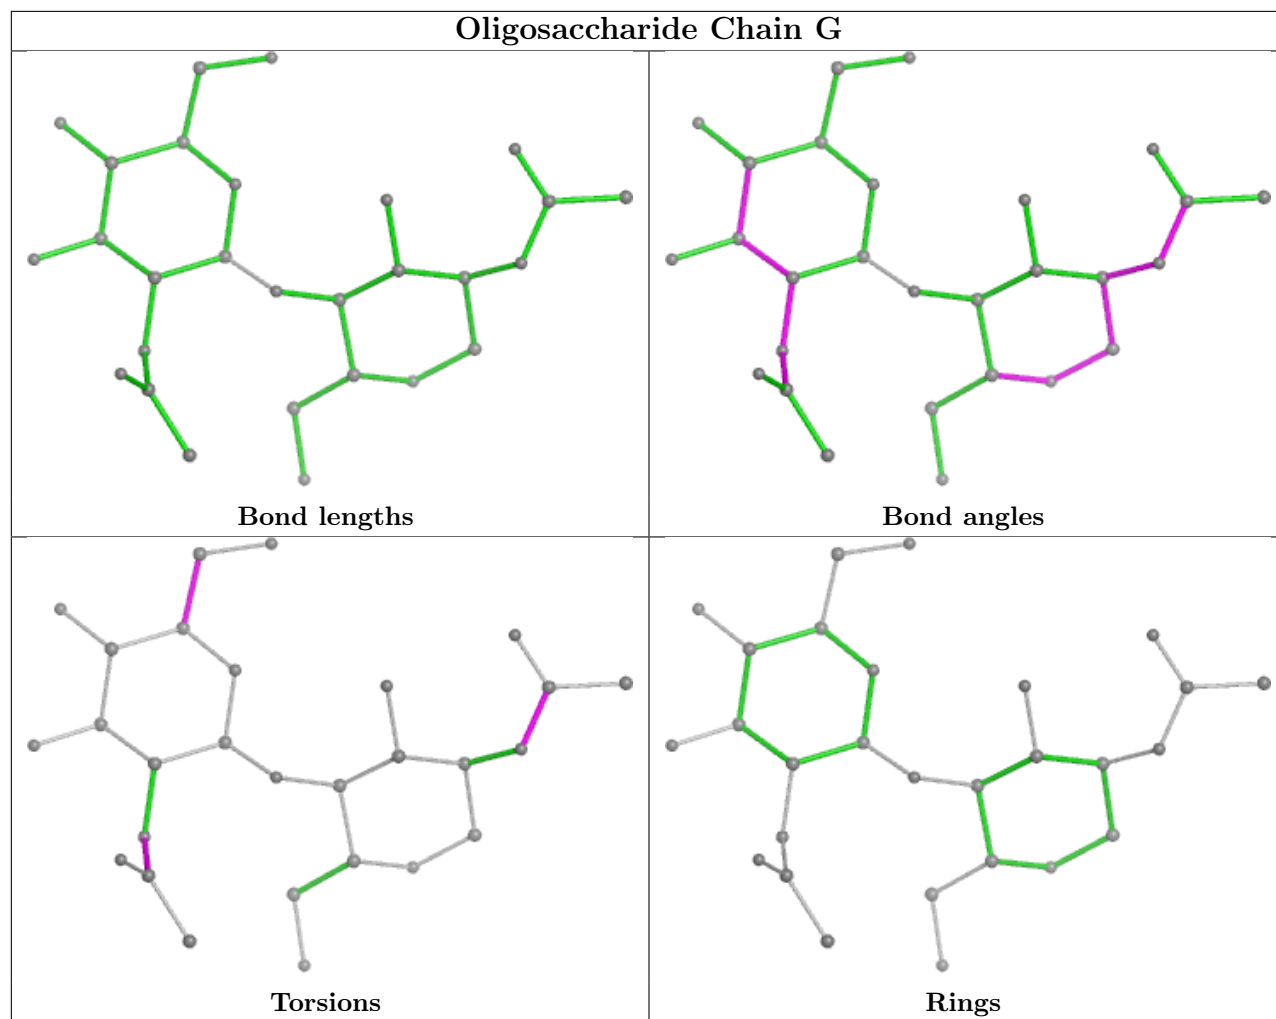 Oligosaccharide Chain G
Bond lengths
Bond angles
Torsions
Rings